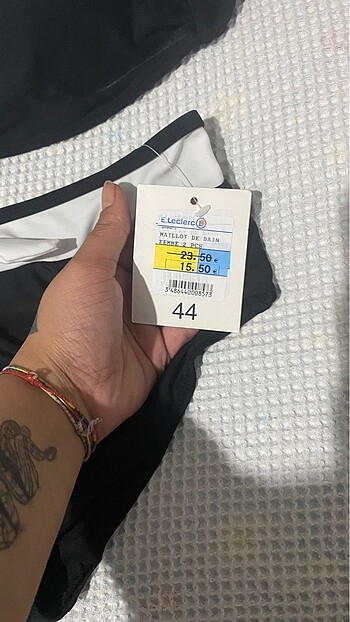 E.Leclerc
MAILLOT DE BAIN
FEMME 2 PCS
23.50 €
15.50 €
3486440008573
44